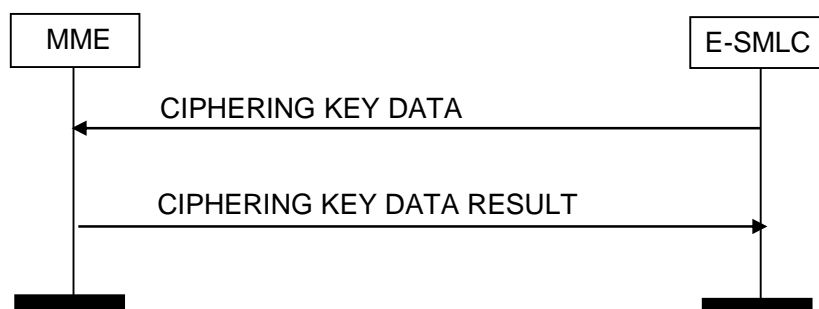 MME
E-SMLC
CIPHERING KEY DATA
CIPHERING KEY DATA RESULT